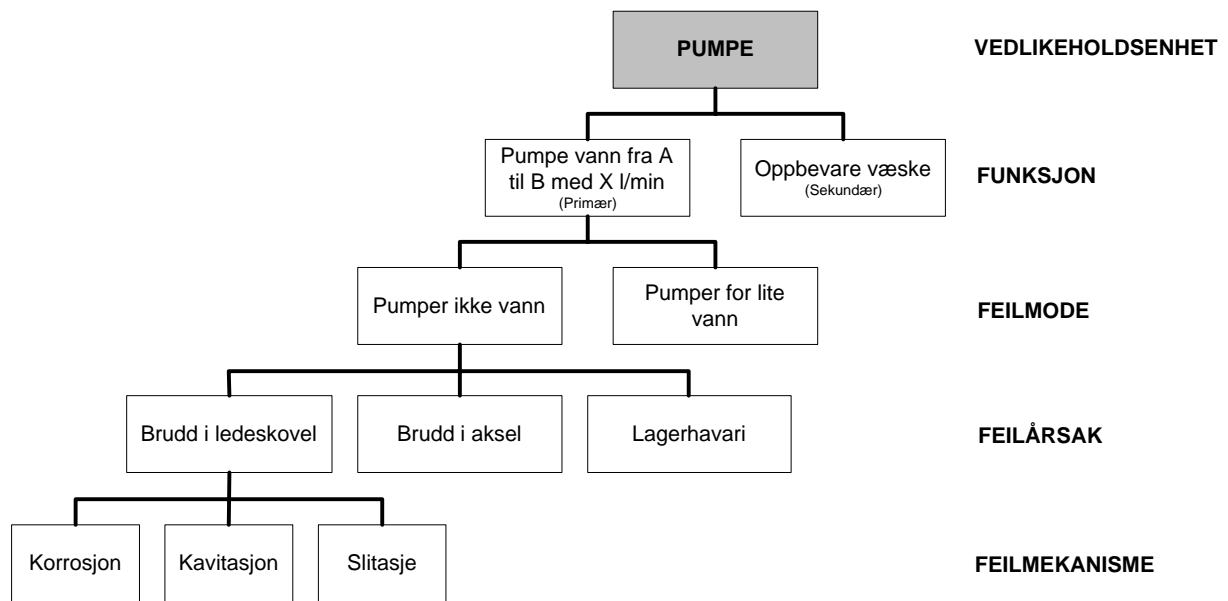 PUMPE
VEDLIKEHOLDSENHET
Pumpe vann fra A
til B med X l/min
(Primær)
Oppbevare væske
(Sekundær)
FUNKSJON
Pumper ikke vann
Pumper for lite
vann
FEILMODE
Brudd i ledeskovel
Brudd i aksel
Lagerhavari
FEILÅRSAK
Korrosjon
Kavitasjon
Slitasje
FEILMEKANISME